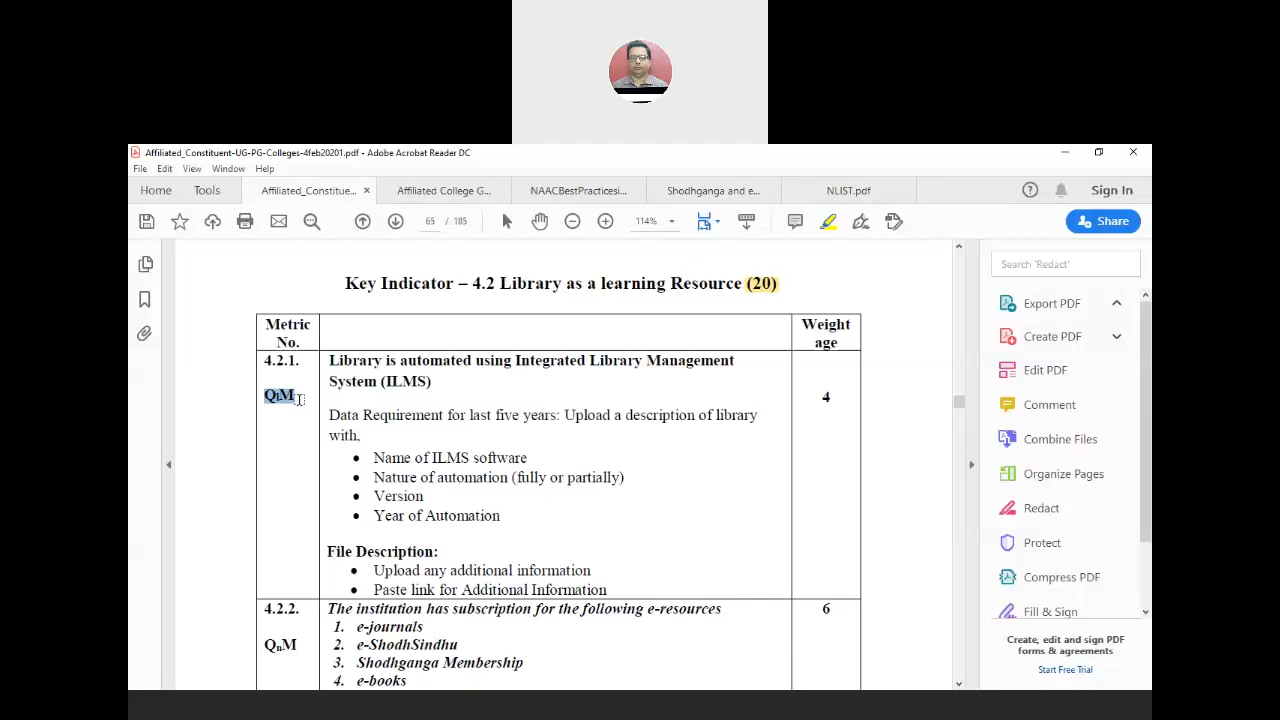 Affiliated_Constituent-UG-PG-Colleges-4feb20201.pdf - Adobe Acrobat Reader DC
File Edit View Window Help
Home Tools Affiliated_Constitue... × Affiliated College G... NAACBestPracticesi... Shodhganga and e... NLIST.pdf Sign In
65 / 185 114% Share
Key Indicator – 4.2 Library as a learning Resource (20)
Metric No. Weight age
4.2.1. Library is automated using Integrated Library Management
System (ILMS)
QlM 4
Data Requirement for last five years: Upload a description of library
with,
• Name of ILMS software
• Nature of automation (fully or partially)
• Version
• Year of Automation
File Description:
• Upload any additional information
• Paste link for Additional Information
4.2.2. The institution has subscription for the following e-resources 6
1. e-journals
QnM 2. e-ShodhSindhu
3. Shodhganga Membership
4. e-books
Search 'Redact'
Export PDF
Create PDF
Edit PDF
Comment
Combine Files
Organize Pages
Redact
Protect
Compress PDF
Fill & Sign
Create, edit and sign PDF
forms & agreements
Start Free Trial